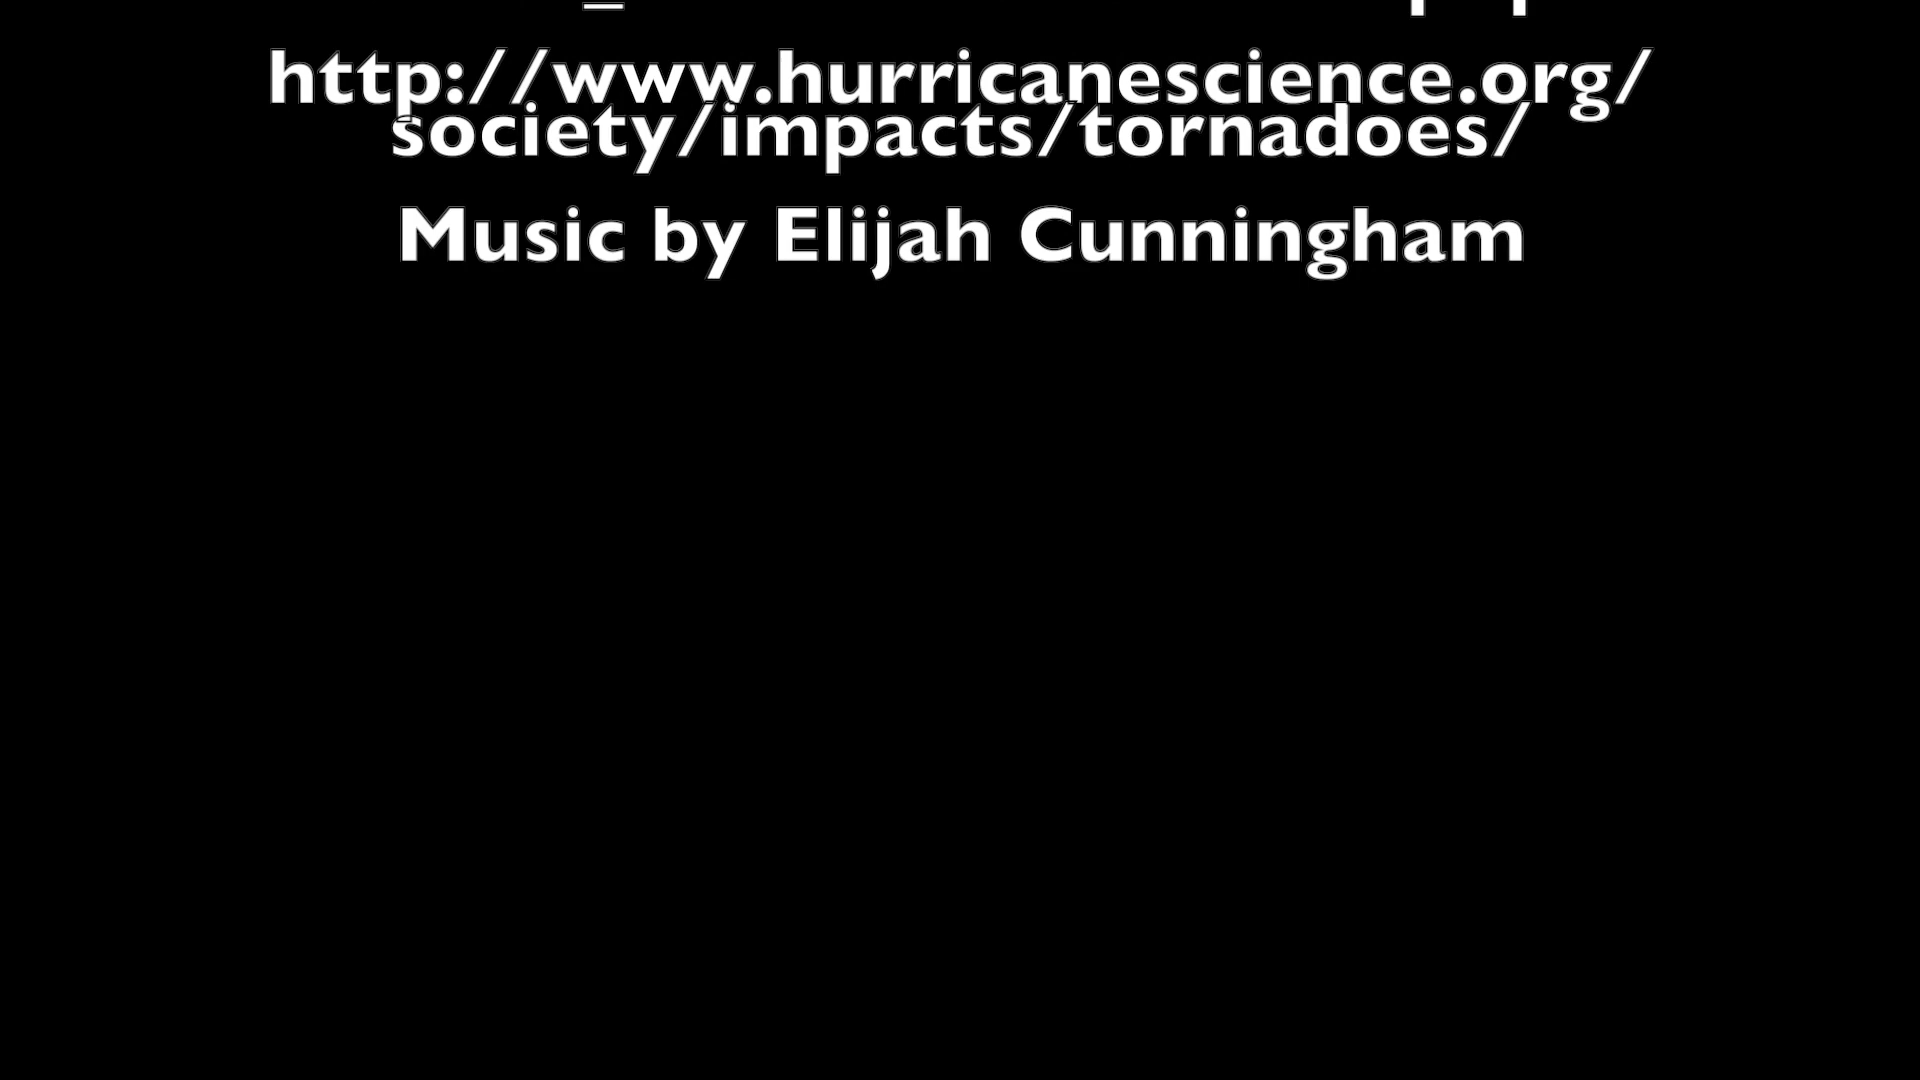 http://www.hurricanescience.org/
society/impacts/tornadoes/
Music by Elijah Cunningham